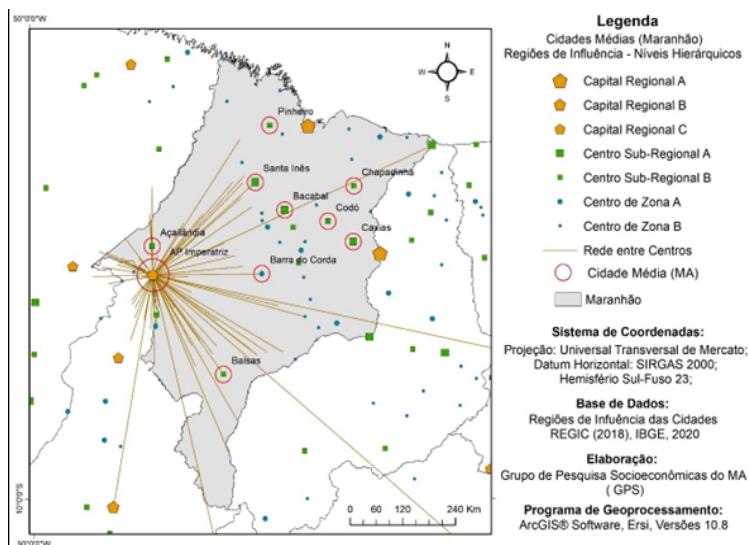 50°0'0"W
N
W
E
S
Pinheiro
Santa Inês
Chapadinha
Bacabal
Codó
Caxias
Açailândia
AP Imperatriz
Barra do Corda
Balsas
10°0'0"S
0 60 120 180 240 Km
50°0'0"W
Legenda
Cidades Médias (Maranhão)
Regiões de Influência - Níveis Hierárquicos
Capital Regional A
Capital Regional B
Capital Regional C
Centro Sub-Regional A
Centro Sub-Regional B
Centro de Zona A
Centro de Zona B
Rede entre Centros
Cidade Média (MA)
Maranhão
Sistema de Coordenadas:
Projeção: Universal Transversal de Mercato;
Datum Horizontal: SIRGAS 2000;
Hemisfério Sul-Fuso 23;
Base de Dados:
Regiões de Infuência das Cidades
REGIC (2018), IBGE, 2020
Elaboração:
Grupo de Pesquisa Socioeconômicas do MA
( GPS)
Programa de Geoprocessamento:
ArcGIS® Software, Ersi, Versões 10.8